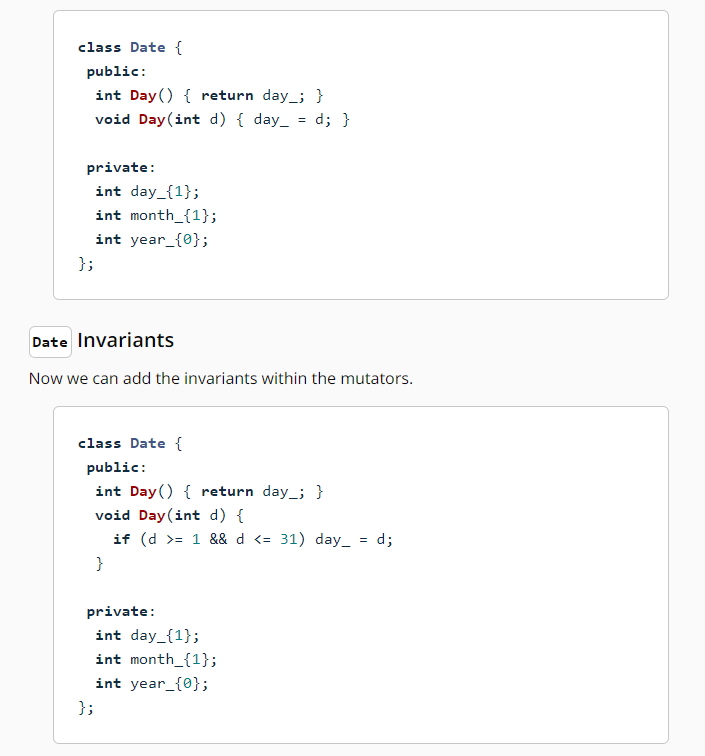 class Date {
 public:
  int Day() { return day_; }
  void Day(int d) { day_ = d; }
 private:
  int day_{1};
  int month_{1};
  int year_{0};
};
Date Invariants
Now we can add the invariants within the mutators.
class Date {
 public:
  int Day() { return day_; }
  void Day(int d) {
    if (d >= 1 && d <= 31) day_ = d;
  }
 private:
  int day_{1};
  int month_{1};
  int year_{0};
};